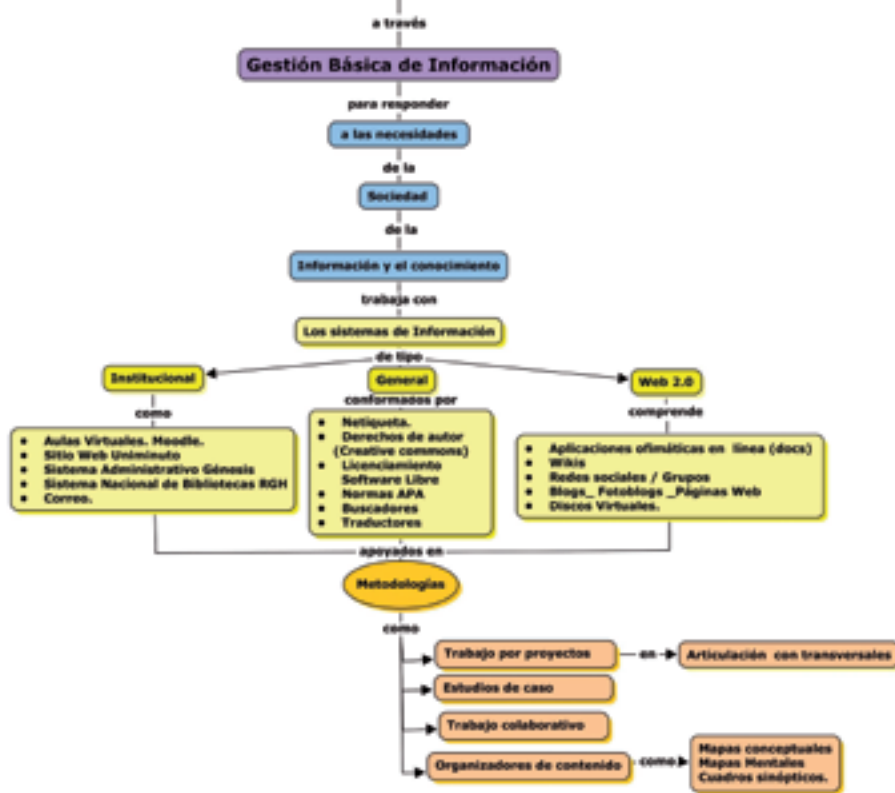 a través
Gestión Básica de Información
para responder
a las necesidades
de la
Sociedad
de la
Información y el conocimiento
trabaja con
Los sistemas de Información
de tipo
Institucional
General
Web 2.0
como
conformados por
comprende
• Aulas Virtuales. Moodle.
• Sitio Web Uniminuto
• Sistema Administrativo Génesis
• Sistema Nacional de Bibliotecas RGH
• Correo.
• Netiqueta.
• Derechos de autor
(Creative commons)
• Licenciamiento
Software Libre
• Normas APA
• Buscadores
• Traductores
• Aplicaciones ofimáticas en línea (docs)
• Wikis
• Redes sociales / Grupos
• Blogs_ Fotoblogs _Páginas Web
• Discos Virtuales.
apoyados en
Metodologías
como
Trabajo por proyectos
en
Articulación con transversales
Estudios de caso
Trabajo colaborativo
Organizadores de contenido
como
Mapas conceptuales
Mapas Mentales
Cuadros sinópticos.